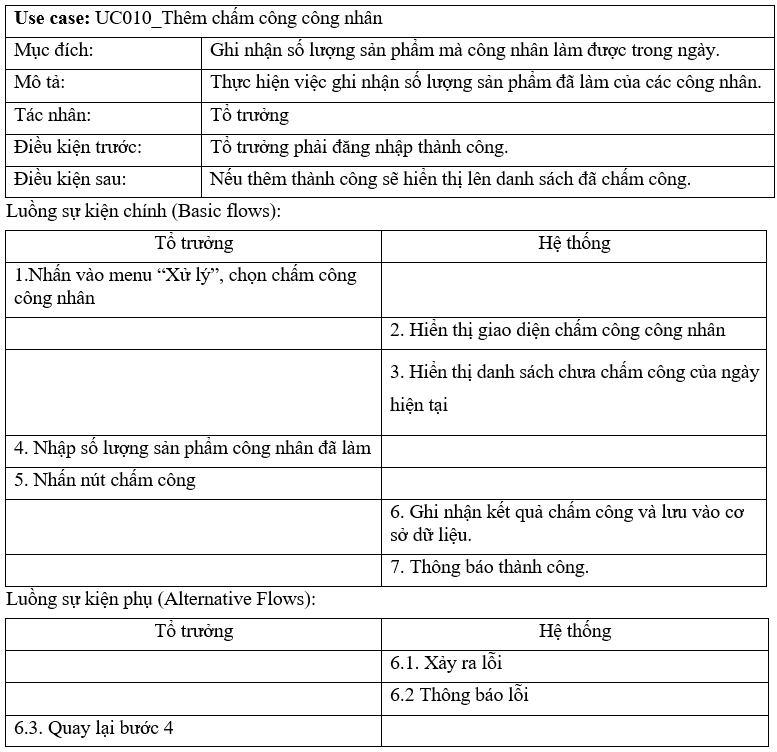 Use case: UC010_Thêm chấm công công nhân
Mục đích: Ghi nhận số lượng sản phẩm mà công nhân làm được trong ngày.
Mô tả: Thực hiện việc ghi nhận số lượng sản phẩm đã làm của các công nhân.
Tác nhân: Tổ trưởng
Điều kiện trước: Tổ trưởng phải đăng nhập thành công.
Điều kiện sau: Nếu thêm thành công sẽ hiển thị lên danh sách đã chấm công.
Luồng sự kiện chính (Basic flows):
Tổ trưởng Hệ thống
1.Nhấn vào menu “Xử lý”, chọn chấm công
công nhân
2. Hiển thị giao diện chấm công công nhân
3. Hiển thị danh sách chưa chấm công của ngày
hiện tại
4. Nhập số lượng sản phẩm công nhân đã làm
5. Nhấn nút chấm công
6. Ghi nhận kết quả chấm công và lưu vào cơ
sở dữ liệu.
7. Thông báo thành công.
Luồng sự kiện phụ (Alternative Flows):
Tổ trưởng Hệ thống
6.1. Xảy ra lỗi
6.2 Thông báo lỗi
6.3. Quay lại bước 4